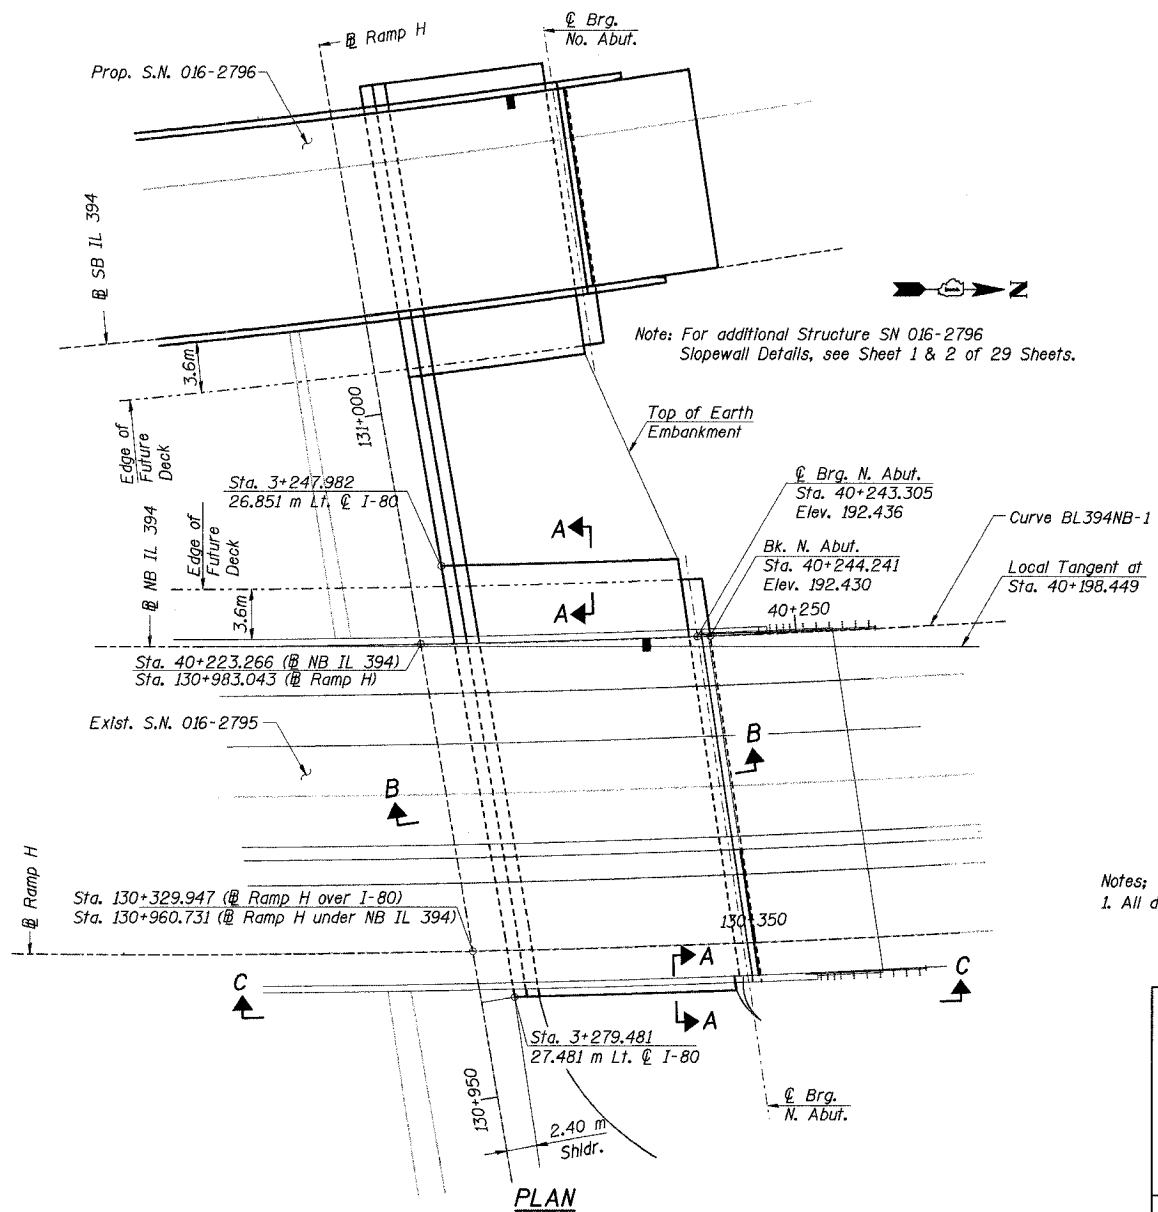 ℄ Brg.
No. Abut.
B Ramp H
Prop. S.N. 016-2796
B SB IL 394
N
Note: For additional Structure SN 016-2796
Slopewall Details, see Sheet 1 & 2 of 29 Sheets.
3.6m
Edge of
Future
Deck
131+000
Top of Earth
Embankment
Sta. 3+247.982
26.851 m Lt. ℄ I-80
℄ Brg. N. Abut.
Sta. 40+243.305
Elev. 192.436
Curve BL394NB-1
A
Bk. N. Abut.
Sta. 40+244.241
Elev. 192.430
Local Tangent at
Sta. 40+198.449
B NB IL 394
Edge of
Future
Deck
3.6m
A
40+250
Sta. 40+223.266 (B NB IL 394)
Sta. 130+983.043 (B Ramp H)
Exist. S.N. 016-2795
B
B
B Ramp H
Sta. 130+329.947 (B Ramp H over I-80)
Sta. 130+960.731 (B Ramp H under NB IL 394)
130+350
Notes;
1. All d
A
C
C
A
Sta. 3+279.481
27.481 m Lt. ℄ I-80
130+950
℄ Brg.
N. Abut.
2.40 m
Shldr.
PLAN